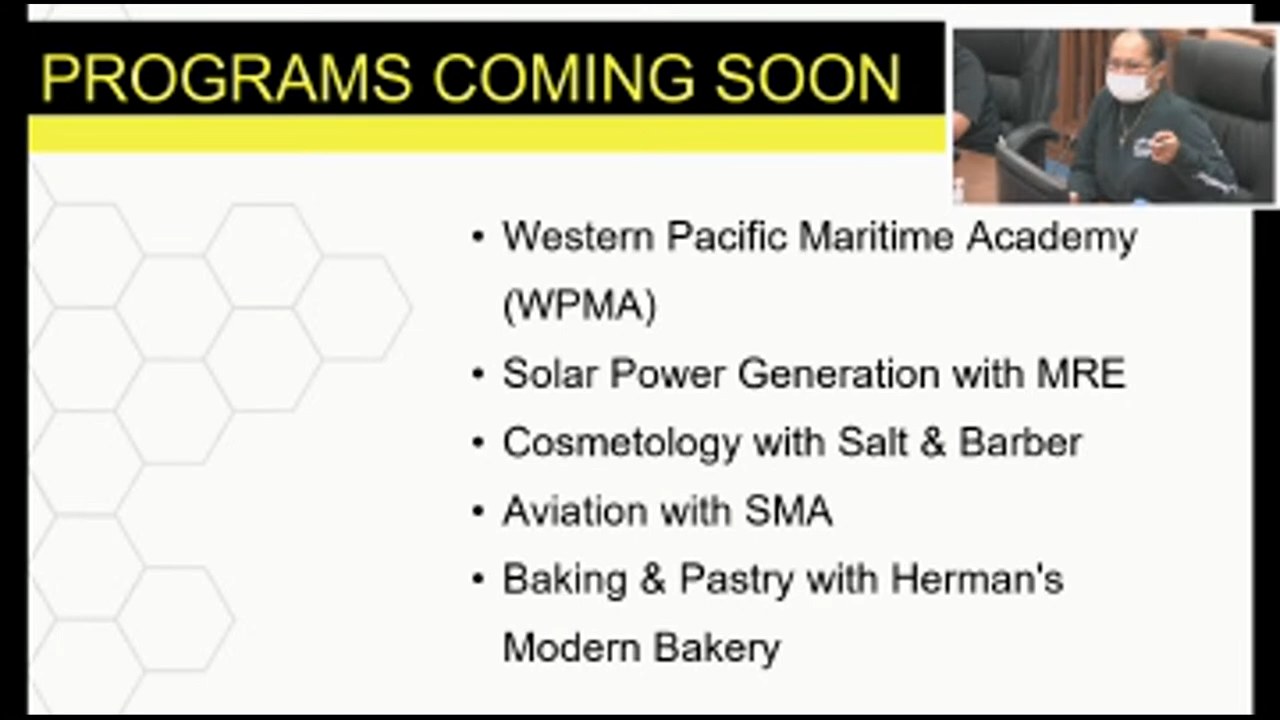 PROGRAMS COMING SOON
• Western Pacific Maritime Academy
(WPMA)
• Solar Power Generation with MRE
• Cosmetology with Salt & Barber
• Aviation with SMA
• Baking & Pastry with Herman's
Modern Bakery